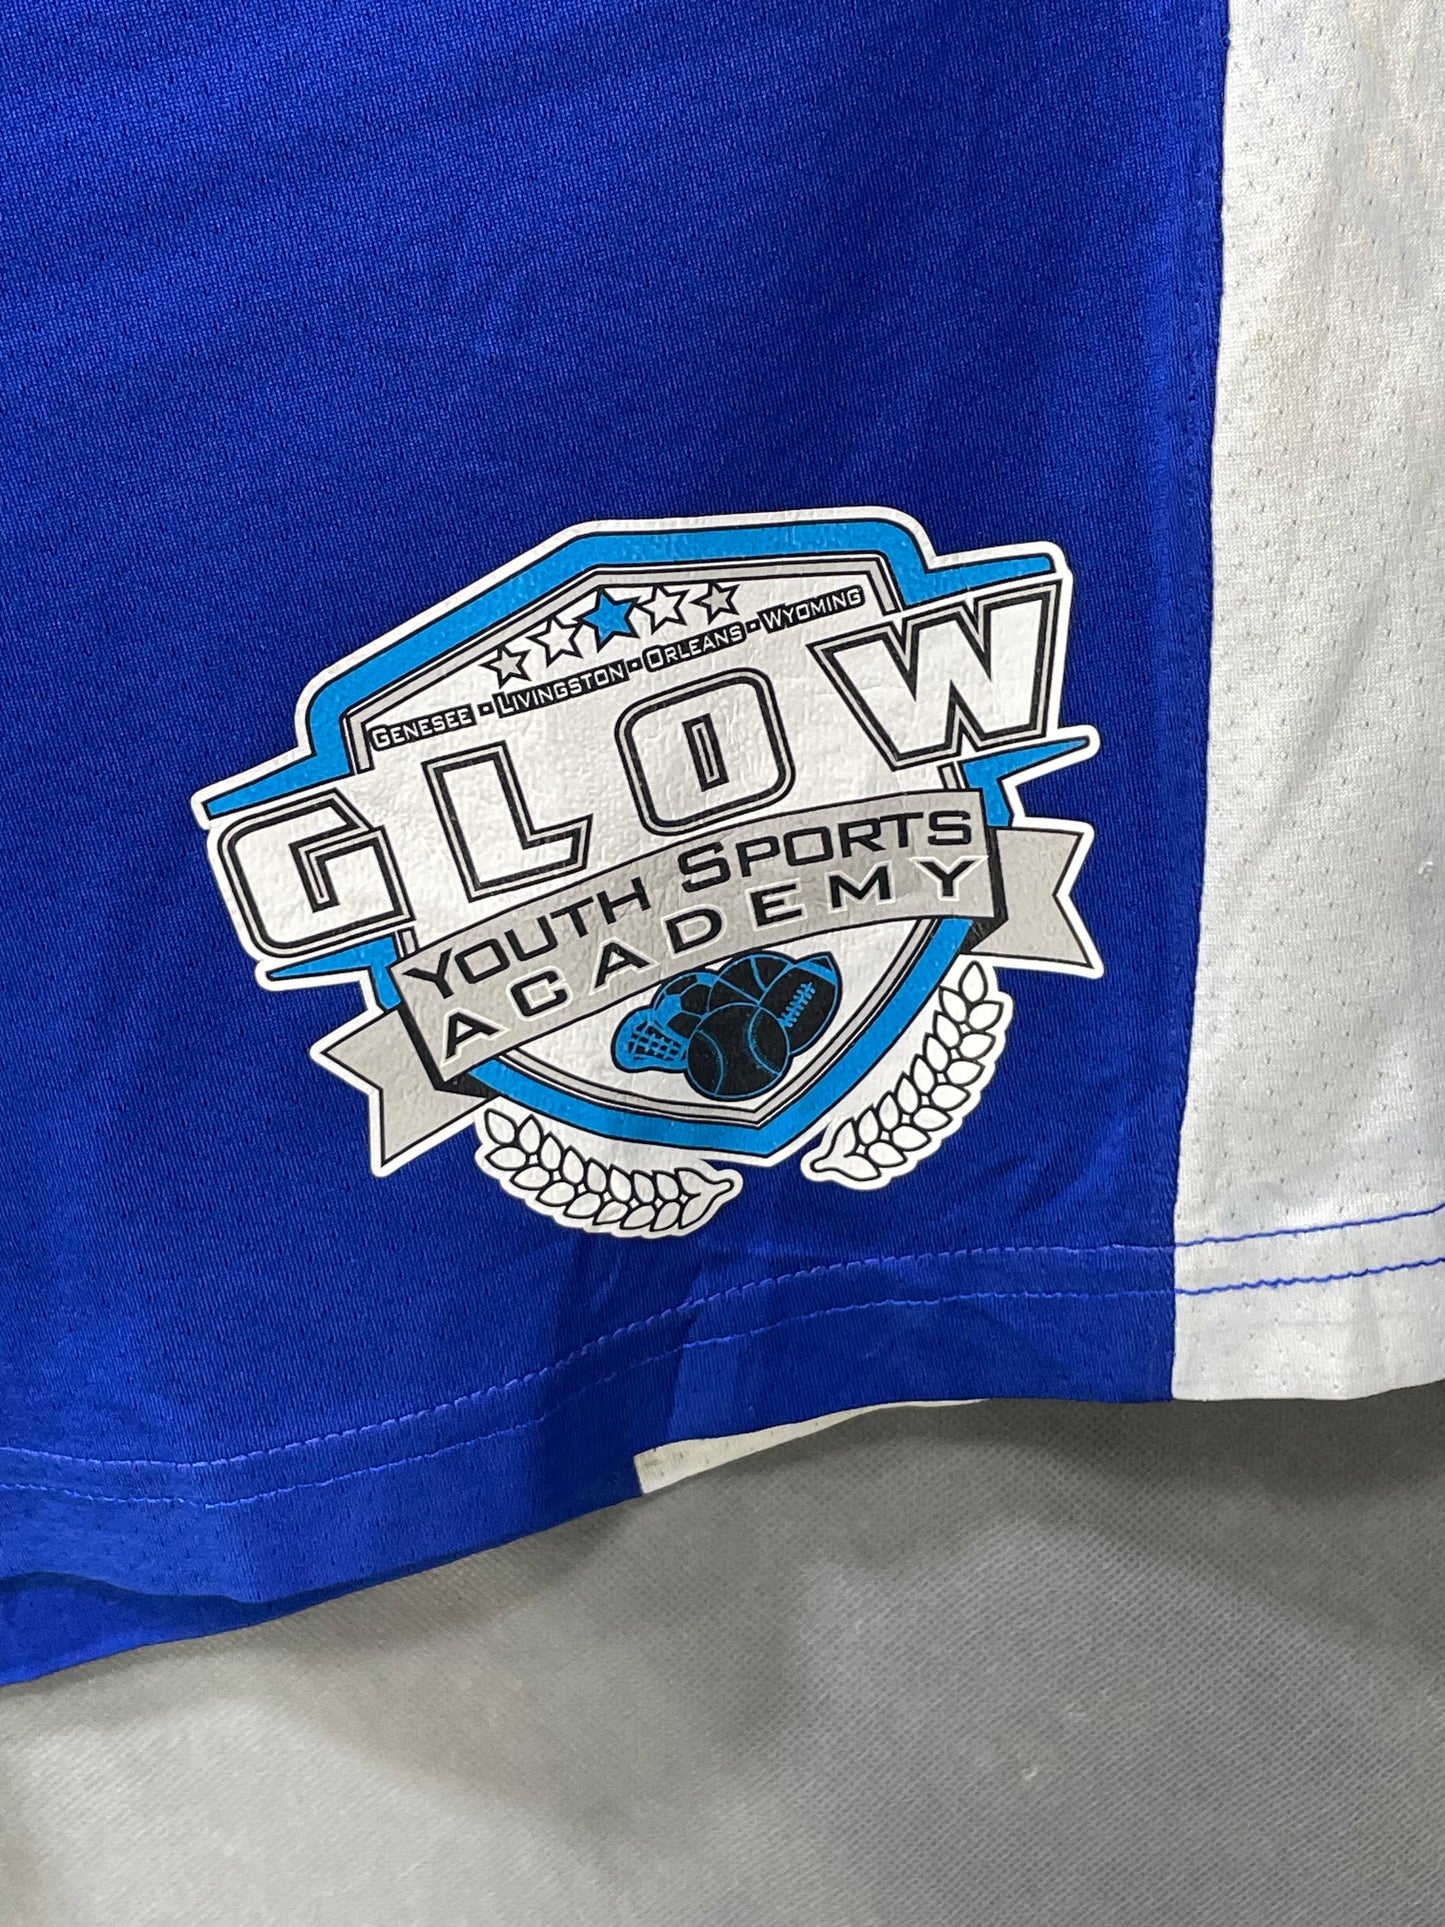 GENESEE • LIVINGSTON • ORLEANS • WYOMING
GLOW
YOUTH SPORTS
ACADEMY